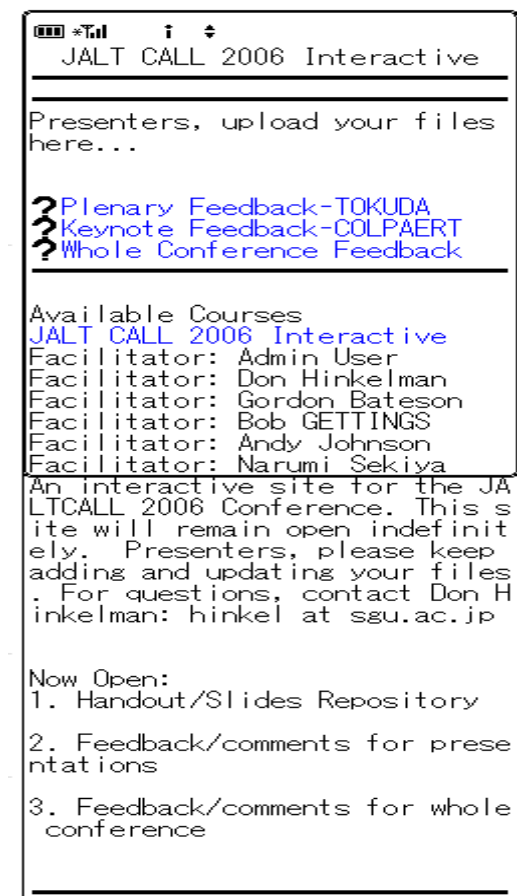 JALT CALL 2006 Interactive
Presenters, upload your files
here...
?Plenary Feedback-TOKUDA
?Keynote Feedback-COLPAERT
?Whole Conference Feedback
Available Courses
JALT CALL 2006 Interactive
Facilitator: Admin User
Facilitator: Don Hinkelman
Facilitator: Gordon Bateson
Facilitator: Bob GETTINGS
Facilitator: Andy Johnson
Facilitator: Narumi Sekiya
An interactive site for the JA
LTCALL 2006 Conference. This s
ite will remain open indefinit
ely.  Presenters, please keep
adding and updating your files
. For questions, contact Don H
inkelman: hinkel at sgu.ac.jp
Now Open:
1. Handout/Slides Repository
2. Feedback/comments for prese
ntations
3. Feedback/comments for whole
conference